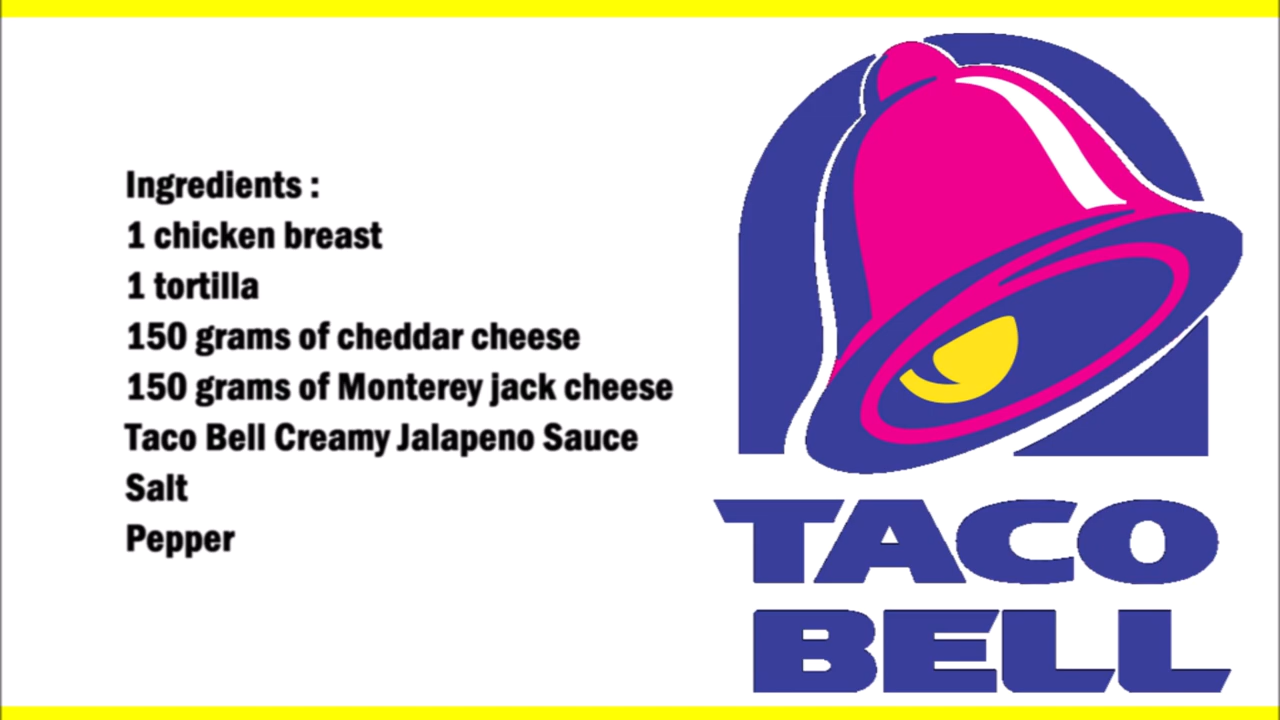 Ingredients :
1 chicken breast
1 tortilla
150 grams of cheddar cheese
150 grams of Monterey jack cheese
Taco Bell Creamy Jalapeno Sauce
Salt
Pepper
TACO
BELL